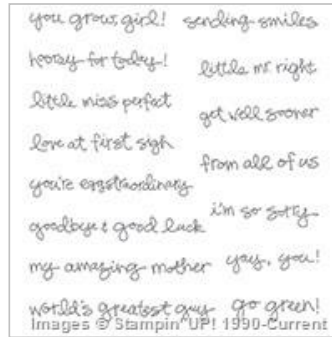 you grow, girl!
sending smiles
hooray for today!
little mr right
little miss perfect
get well sooner
love at first sigh
from all of us
you're eggstraordinary
i'm so sorry
goodbye & good luck
my amazing mother
yay, you!
world's greatest guy
go green!
Images © Stampin' UP! 1990-Current